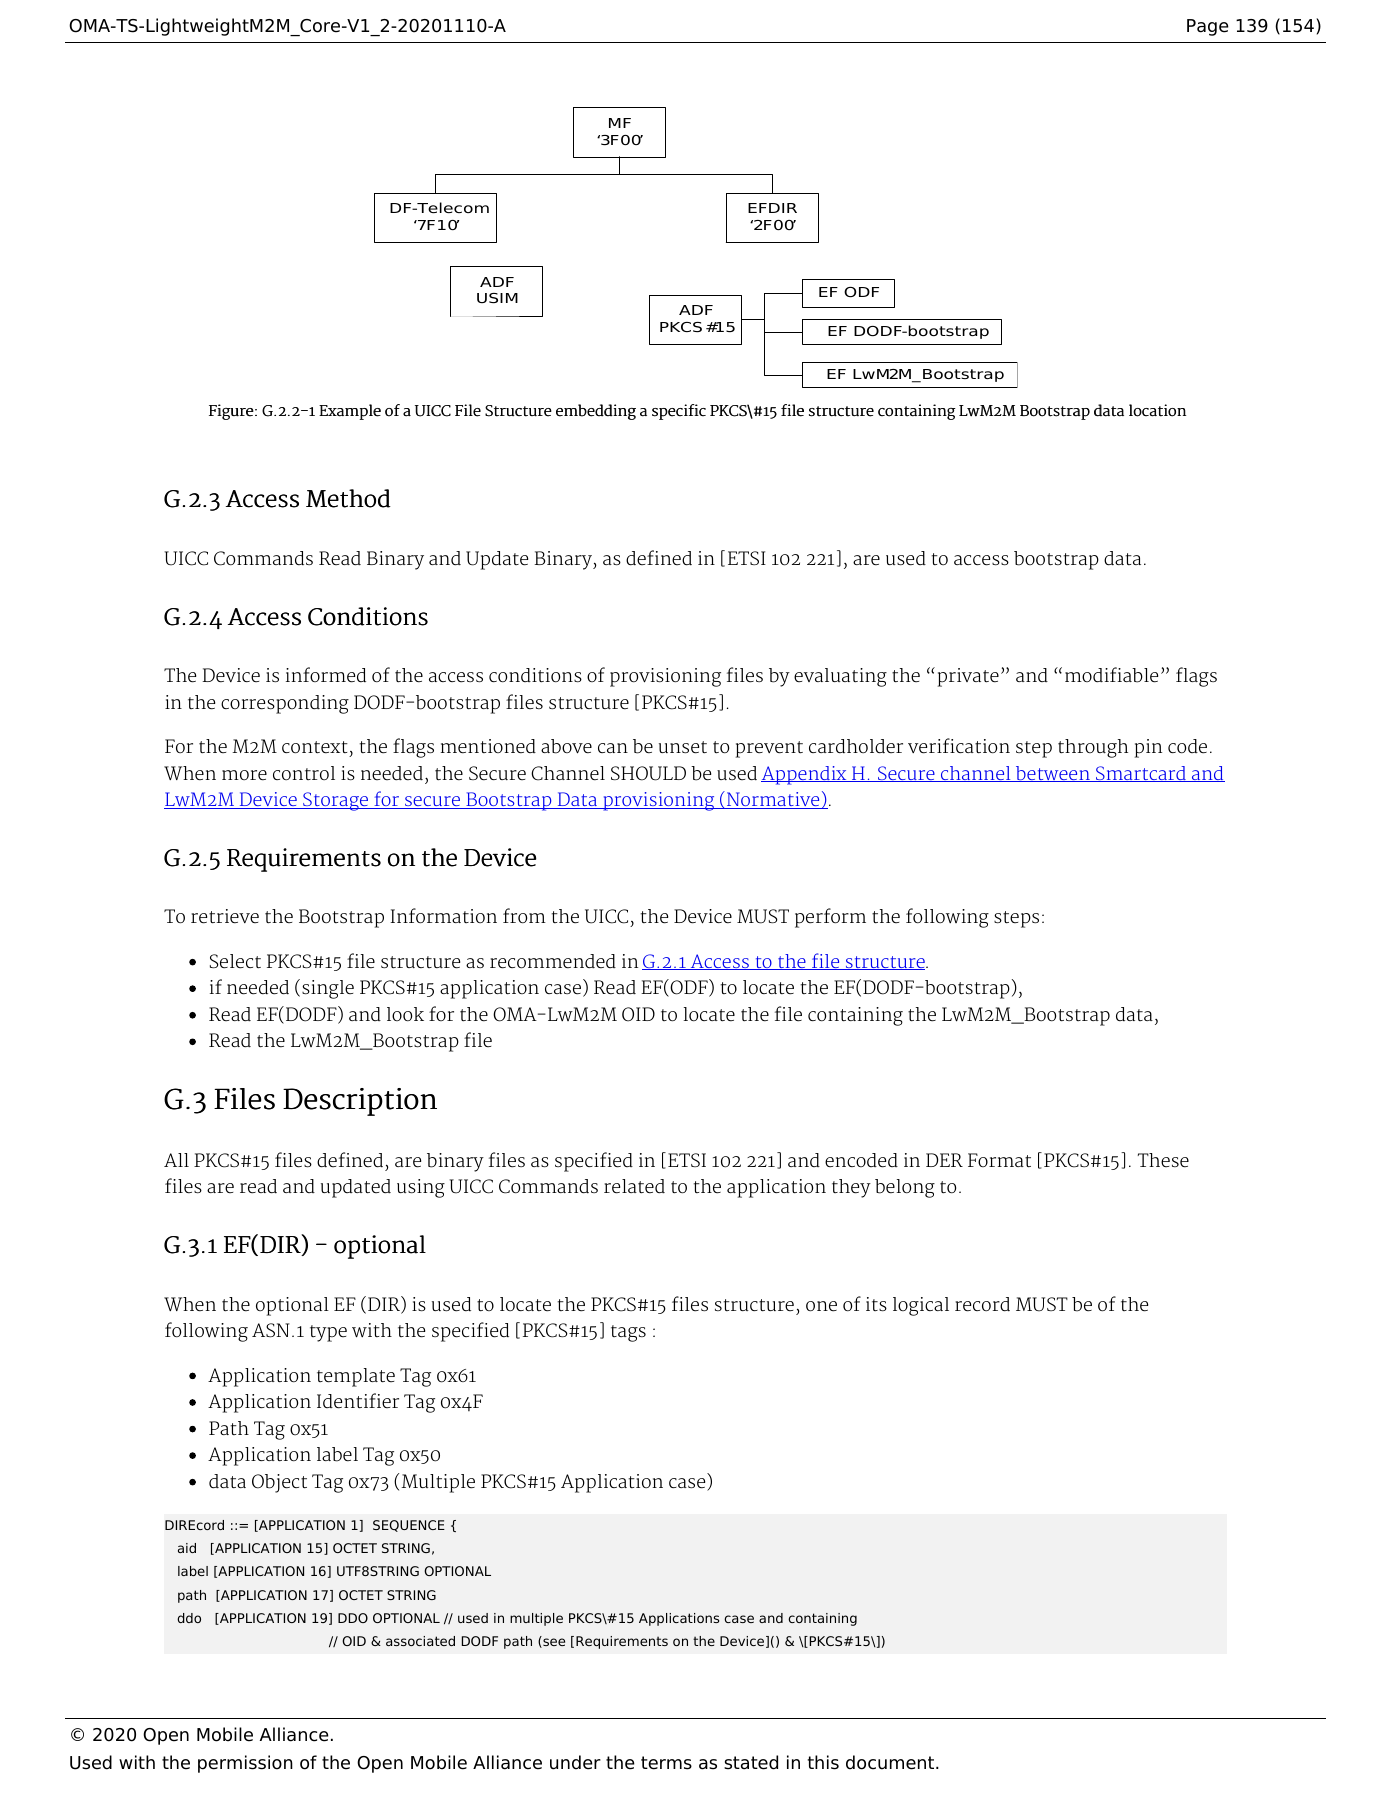 OMA-TS-LightweightM2M_Core-V1_2-20201110-A
Page 139 (154)
MF
‘3F00’
DF-Telecom
‘7F10’
EFDIR
‘2F00’
ADF
USIM
ADF
PKCS #15
EF ODF
EF DODF-bootstrap
EF LwM2M_Bootstrap
Figure: G.2.2-1 Example of a UICC File Structure embedding a specific PKCS\#15 file structure containing LwM2M Bootstrap data location
G.2.3 Access Method
UICC Commands Read Binary and Update Binary, as defined in [ETSI 102 221], are used to access bootstrap data.
G.2.4 Access Conditions
The Device is informed of the access conditions of provisioning files by evaluating the “private” and “modifiable” flags
in the corresponding DODF-bootstrap files structure [PKCS#15].
For the M2M context, the flags mentioned above can be unset to prevent cardholder verification step through pin code.
When more control is needed, the Secure Channel SHOULD be used Appendix H. Secure channel between Smartcard and
LwM2M Device Storage for secure Bootstrap Data provisioning (Normative).
G.2.5 Requirements on the Device
To retrieve the Bootstrap Information from the UICC, the Device MUST perform the following steps:
• Select PKCS#15 file structure as recommended in G.2.1 Access to the file structure.
• if needed (single PKCS#15 application case) Read EF(ODF) to locate the EF(DODF-bootstrap),
• Read EF(DODF) and look for the OMA-LwM2M OID to locate the file containing the LwM2M_Bootstrap data,
• Read the LwM2M_Bootstrap file
G.3 Files Description
All PKCS#15 files defined, are binary files as specified in [ETSI 102 221] and encoded in DER Format [PKCS#15]. These
files are read and updated using UICC Commands related to the application they belong to.
G.3.1 EF(DIR) – optional
When the optional EF (DIR) is used to locate the PKCS#15 files structure, one of its logical record MUST be of the
following ASN.1 type with the specified [PKCS#15] tags :
• Application template Tag 0x61
• Application Identifier Tag 0x4F
• Path Tag 0x51
• Application label Tag 0x50
• data Object Tag 0x73 (Multiple PKCS#15 Application case)
DIREcord ::= [APPLICATION 1]  SEQUENCE {
aid   [APPLICATION 15] OCTET STRING,
label [APPLICATION 16] UTF8STRING OPTIONAL
path  [APPLICATION 17] OCTET STRING
ddo   [APPLICATION 19] DDO OPTIONAL // used in multiple PKCS\#15 Applications case and containing
// OID & associated DODF path (see [Requirements on the Device]() & \[PKCS#15\])
© 2020 Open Mobile Alliance.
Used with the permission of the Open Mobile Alliance under the terms as stated in this document.